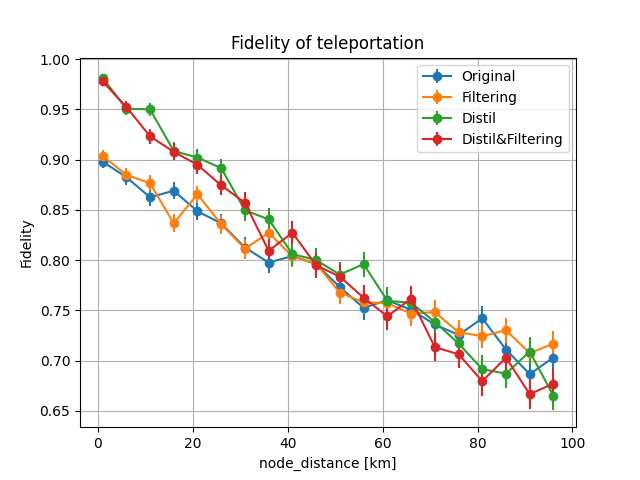 Fidelity of teleportation
Original
Filtering
Distil
Distil&Filtering
Fidelity
1.00
0.95
0.90
0.85
0.80
0.75
0.70
0.65
0 20 40 60 80 100
node_distance [km]